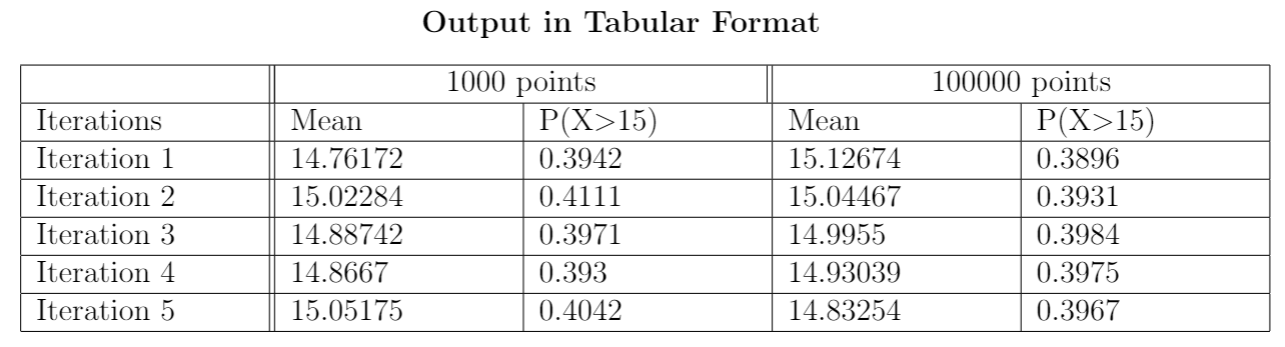 Output in Tabular Format
1000 points 100000 points
Iterations Mean P(X>15) Mean P(X>15)
Iteration 1 14.76172 0.3942 15.12674 0.3896
Iteration 2 15.02284 0.4111 15.04467 0.3931
Iteration 3 14.88742 0.3971 14.9955 0.3984
Iteration 4 14.8667 0.393 14.93039 0.3975
Iteration 5 15.05175 0.4042 14.83254 0.3967